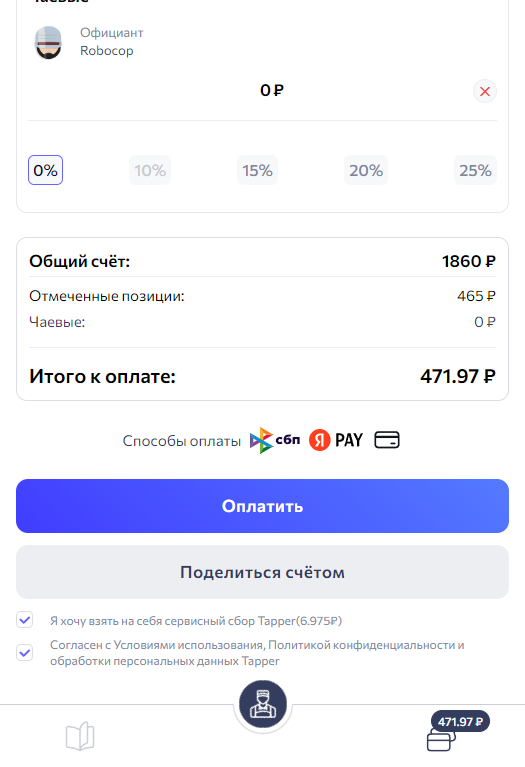 Официант
Robocop
0 ₽
0%
10%
15%
20%
25%
Общий счёт: 1860 ₽
Отмеченные позиции: 465 ₽
Чаевые: 0 ₽
Итого к оплате: 471.97 ₽
Способы оплаты сбп Я PAY
Оплатить
Поделиться счётом
Я хочу взять на себя сервисный сбор Tapper(6.975₽)
Согласен с Условиями использования, Политикой конфиденциальности и
обработки персональных данных Tapper
471.97 ₽